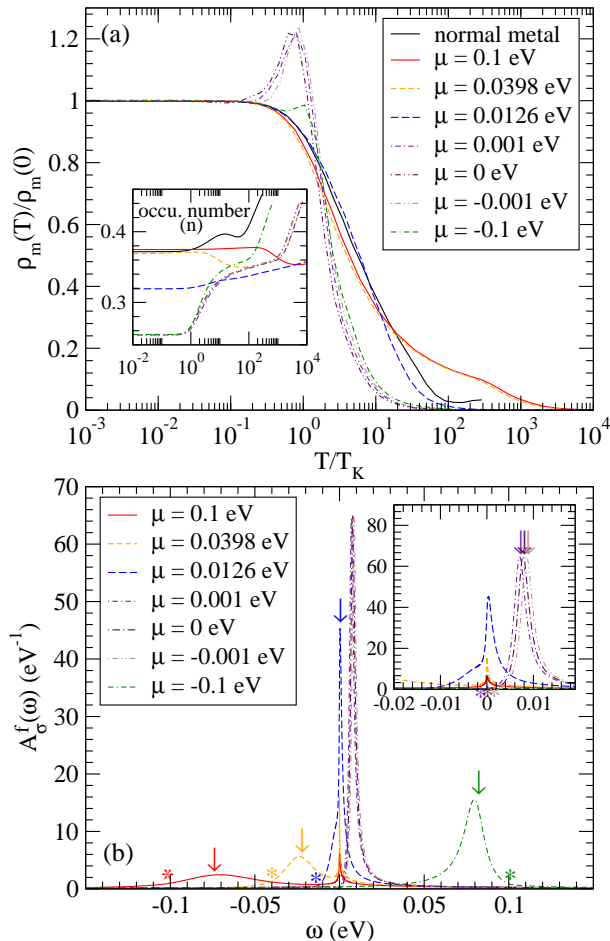 (a)
normal metal
μ = 0.1 eV
μ = 0.0398 eV
μ = 0.0126 eV
μ = 0.001 eV
μ = 0 eV
μ = -0.001 eV
μ = -0.1 eV
ρm(T)/ρm(0)
1.2
1
0.8
0.6
0.4
0.2
0
occu. number
(n)
0.4
0.3
10⁻² 10⁰ 10² 10⁴
10⁻³ 10⁻² 10⁻¹ 10⁰ 10¹ 10² 10³ 10⁴
T/TK
70
60
50
40
30
20
10
0
A_σ^f(ω) (eV⁻¹)
μ = 0.1 eV
μ = 0.0398 eV
μ = 0.0126 eV
μ = 0.001 eV
μ = 0 eV
μ = -0.001 eV
μ = -0.1 eV
80
60
40
20
0
-0.02 -0.01 0 0.01
(b)
* * * *
-0.1 -0.05 0 0.05 0.1
ω (eV)